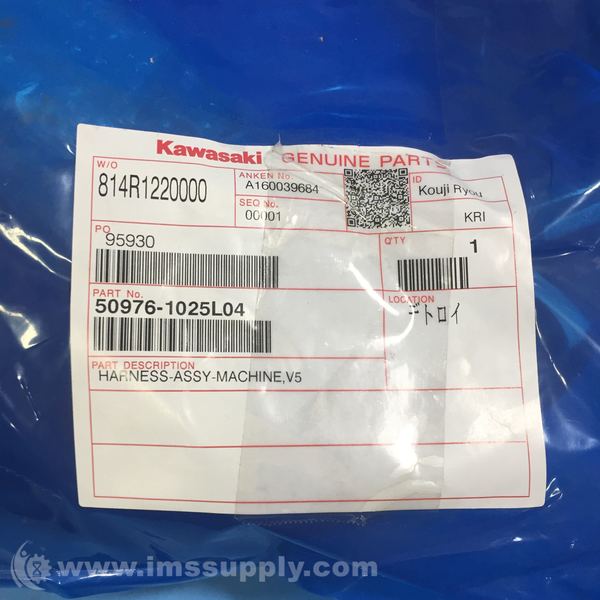 Kawasaki GENUINE PARTS
W/O
814R1220000
ANKEN No.
A160039684
SEQ No.
00001
ID
Kouji Ryou
KRI
PO
95930
Q'TY
1
PART No.
50976-1025L04
LOCATION
デトロイ
PART DESCRIPTION
HARNESS-ASSY-MACHINE,V5
www.imssupply.com